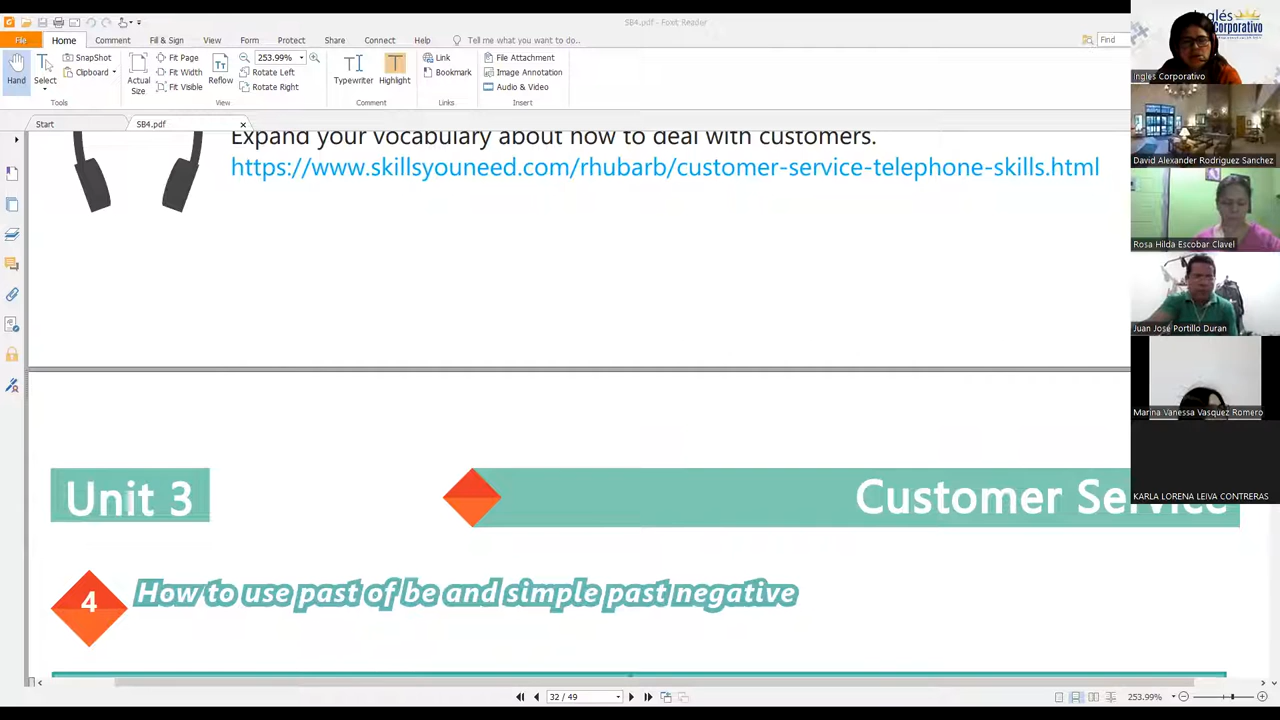 SB4.pdf - Foxit Reader
File Home Comment Fill & Sign View Form Protect Share Connect Help Tell me what you want to do.. Find
Hand
Select
SnapShot
Clipboard
Tools
Actual Size
Fit Page
Fit Width
Fit Visible
Reflow
253.99%
Rotate Left
Rotate Right
View
Typewriter
Highlight
Comment
Link
Bookmark
Links
File Attachment
Image Annotation
Audio & Video
Insert
Start
SB4.pdf
Expand your vocabulary about how to deal with customers.
https://www.skillsyouneed.com/rhubarb/customer-service-telephone-skills.html
Unit 3
Customer Service
4
How to use past of be and simple past negative
32 / 49
253.99%
Inglés
Corporativo
Ingles Corporativo
David Alexander Rodriguez Sanchez
Rosa Hilda Escobar Clavel
Juan José Portillo Duran
Marina Vanessa Vasquez Romero
KARLA LORENA LEIVA CONTRERAS